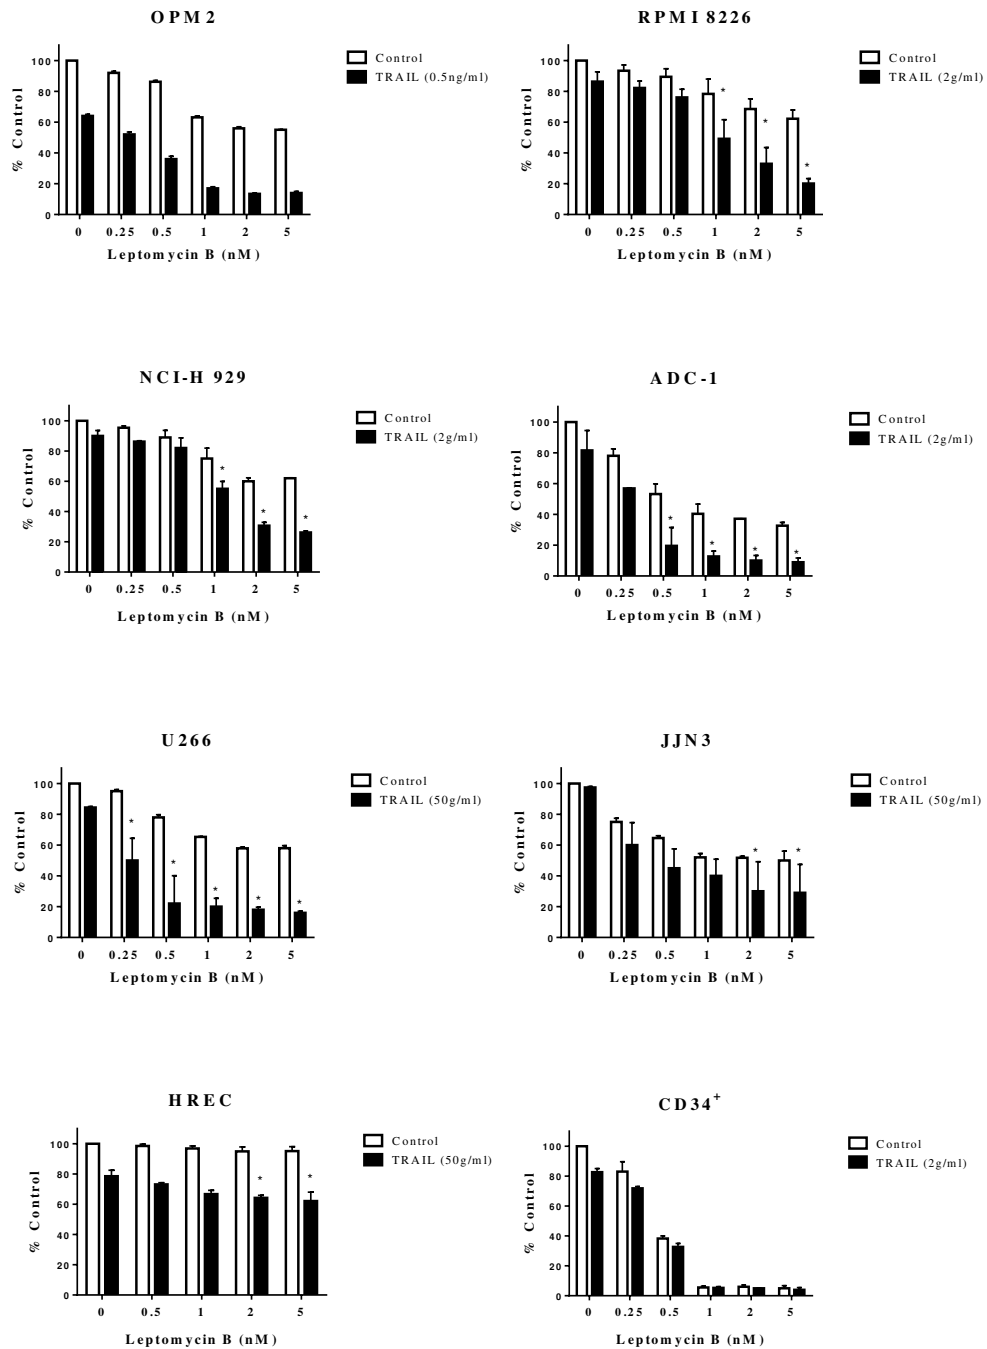 OPM2
Control
TRAIL (0.5ng/ml)
% Control
100
80
60
40
20
0
0 0.25 0.5 1 2 5
Leptomycin B (nM)
RPMI 8226
Control
TRAIL (2g/ml)
% Control
100
80
60
40
20
0
* * *
0 0.25 0.5 1 2 5
Leptomycin B (nM)
NCI-H 929
Control
TRAIL (2g/ml)
% Control
100
80
60
40
20
0
* * *
0 0.25 0.5 1 2 5
Leptomycin B (nM)
ADC-1
Control
TRAIL (2g/ml)
% Control
100
80
60
40
20
0
* * * *
0 0.25 0.5 1 2 5
Leptomycin B (nM)
U266
Control
TRAIL (50g/ml)
% Control
100
80
60
40
20
0
* * * * *
0 0.25 0.5 1 2 5
Leptomycin B (nM)
JJN3
Control
TRAIL (50g/ml)
% Control
100
80
60
40
20
0
* *
0 0.25 0.5 1 2 5
Leptomycin B (nM)
HREC
Control
TRAIL (50g/ml)
% Control
100
80
60
40
20
0
* *
0 0.5 1 2 5
Leptomycin B (nM)
CD34+
Control
TRAIL (2g/ml)
% Control
100
80
60
40
20
0
0 0.25 0.5 1 2 5
Leptomycin B (nM)